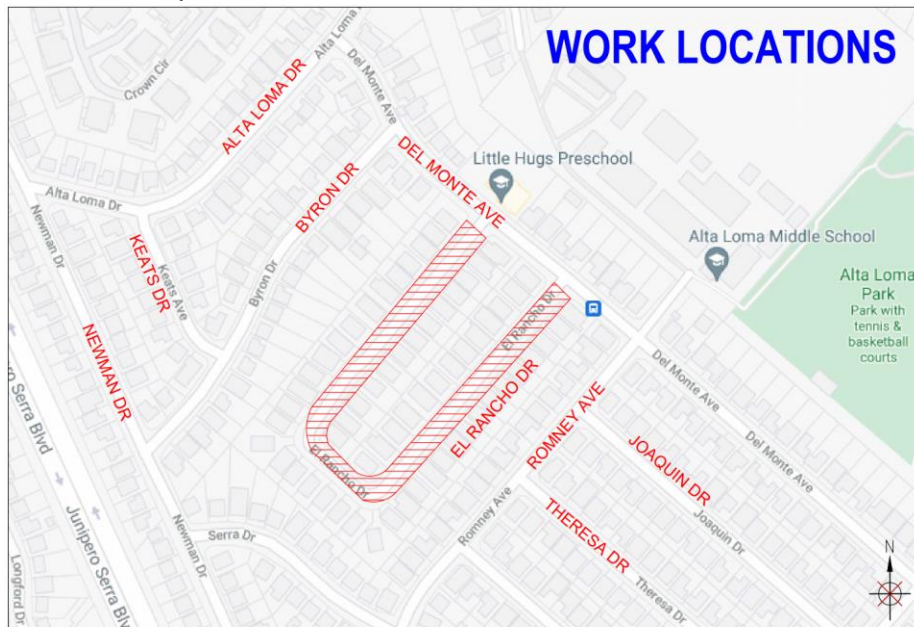 WORK LOCATIONS
Alta Loma
Del Monte Ave
Crown Cir
ALTA LOMA DR
Little Hugs Preschool
DEL MONTE AVE
BYRON DR
Alta Loma Dr
Newman Dr
KEATS DR
Keats Ave
Byron Dr
Alta Loma Middle School
Alta Loma
Park
Park with
tennis &
basketball
courts
NEWMAN DR
El Rancho Dr
EL RANCHO DR
Del Monte Ave
ROMNEY AVE
JOAQUIN DR
Del Monte Ave
ro Serra Blvd
El Rancho Dr
Junipero Serra Blvd
Newman Dr
Serra Dr
Romney Ave
THERESA DR
Joaquin Dr
Theresa Dr
Longford Dr
N